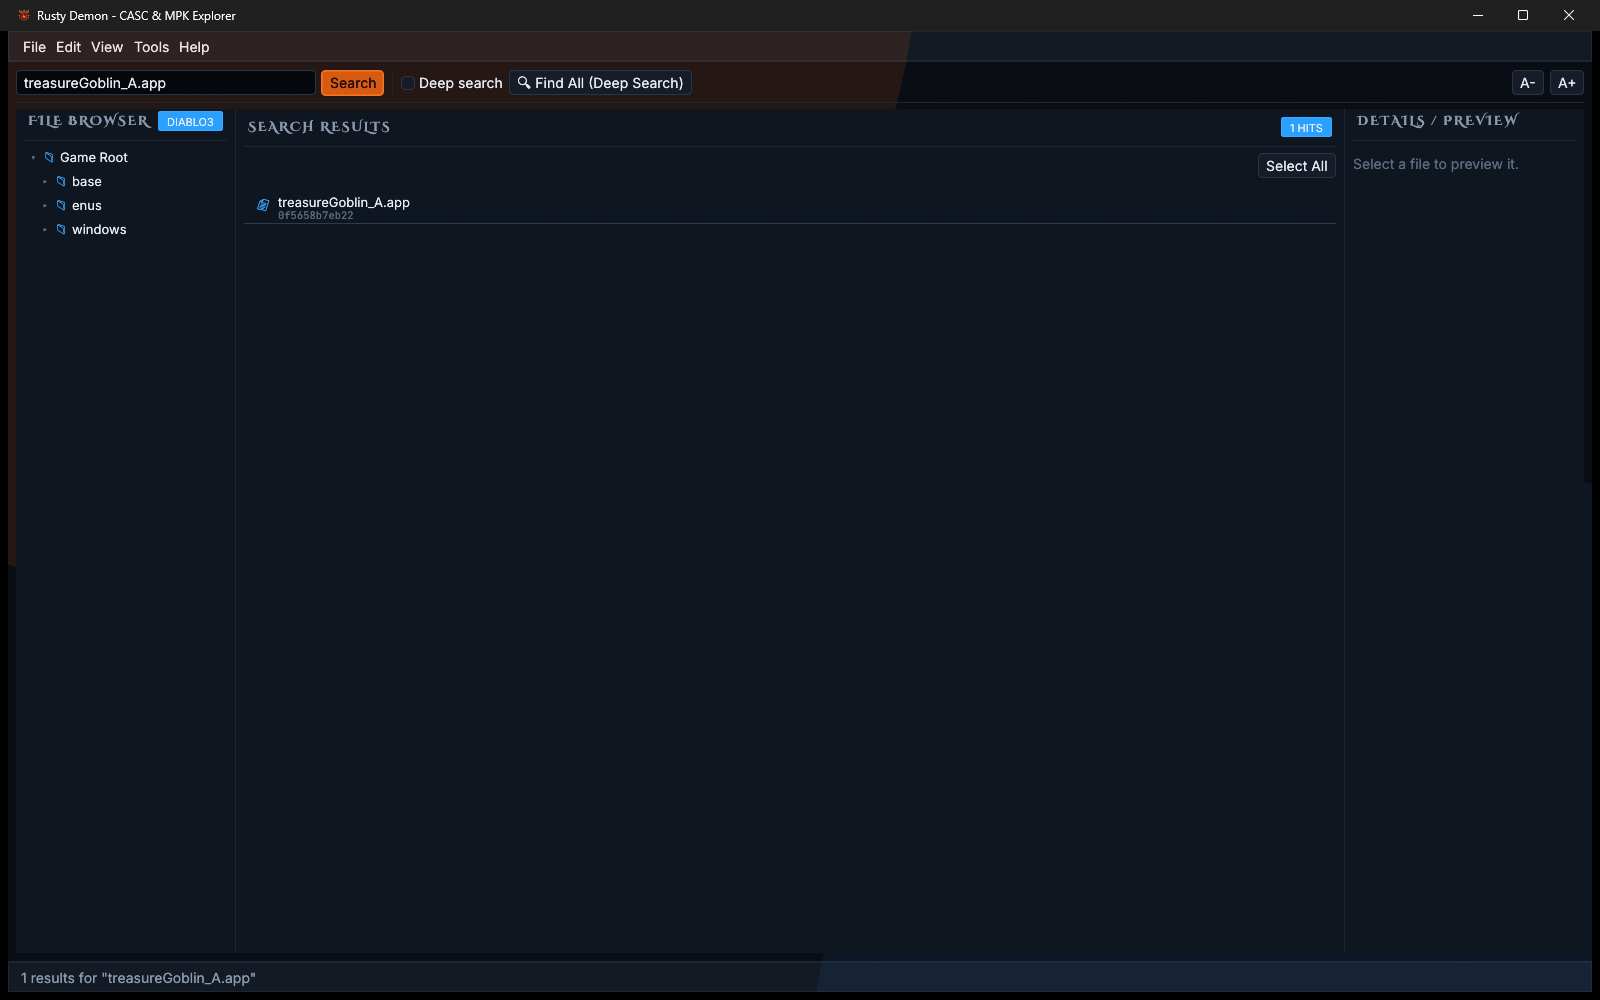 Rusty Demon - CASC & MPK Explorer
File Edit View Tools Help
treasureGoblin_A.app Search Deep search Find All (Deep Search) A- A+
FILE BROWSER DIABLO3
Game Root
base
enus
windows
SEARCH RESULTS 1 HITS
Select All
treasureGoblin_A.app
0f5658b7eb22
DETAILS / PREVIEW
Select a file to preview it.
1 results for "treasureGoblin_A.app"